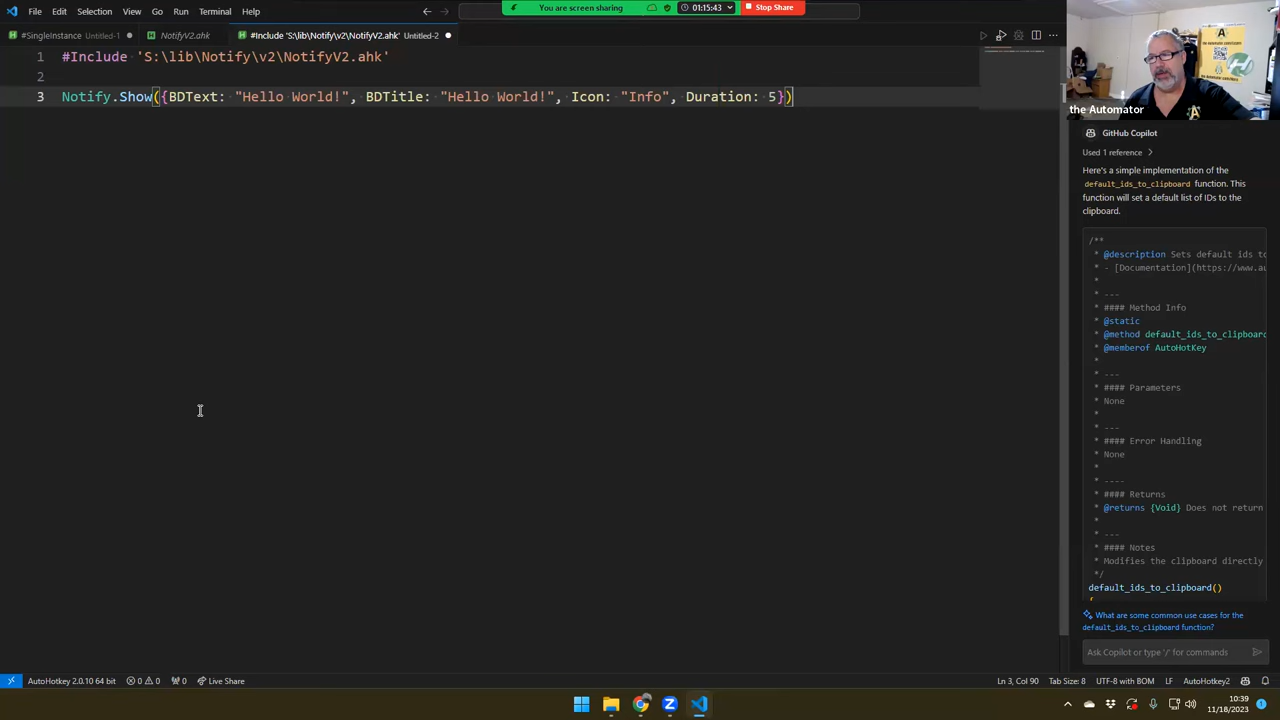 You are screen sharing
01:15:43
Stop Share
File Edit Selection View Go Run Terminal Help
#SingleInstance Untitled-1
NotifyV2.ahk
#Include 'S:\lib\Notify\v2\NotifyV2.ahk' Untitled-2
1 #Include 'S:\lib\Notify\v2\NotifyV2.ahk'
2
3 Notify.Show({BDText: "Hello World!", BDTitle: "Hello World!", Icon: "Info", Duration: 5})
the Automator
GitHub Copilot
Used 1 reference
Here's a simple implementation of the
default_ids_to_clipboard function. This
function will set a default list of IDs to the
clipboard.
/**
* @description Sets default ids to
* - [Documentation](https://www.au
*
* ---
* #### Method Info
* @static
* @method default_ids_to_clipboard
* @memberof AutoHotKey
*
* ---
* #### Parameters
* None
*
* ---
* #### Error Handling
* None
*
* ----
* #### Returns
* @returns {Void} Does not return
*
* ---
* #### Notes
* Modifies the clipboard directly
*/
default_ids_to_clipboard()
{
What are some common use cases for the
default_ids_to_clipboard function?
Ask Copilot or type '/' for commands
AutoHotkey 2.0.10 64 bit
0
0
0
Live Share
Ln 3, Col 90
Tab Size: 8
UTF-8 with BOM
LF
AutoHotkey2
10:39
11/18/2023